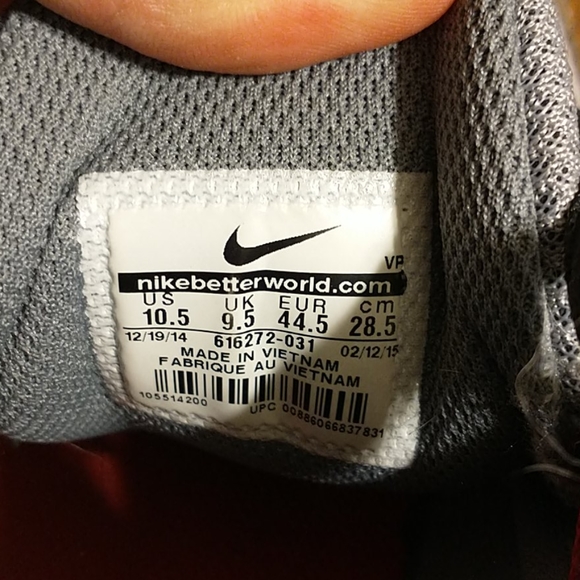 VP
nikebetterworld.com
US UK EUR cm
10.5 9.5 44.5 28.5
12/19/14 616272-031 02/12/15
MADE IN VIETNAM
FABRIQUE AU VIETNAM
105514200 UPC 00886066837831